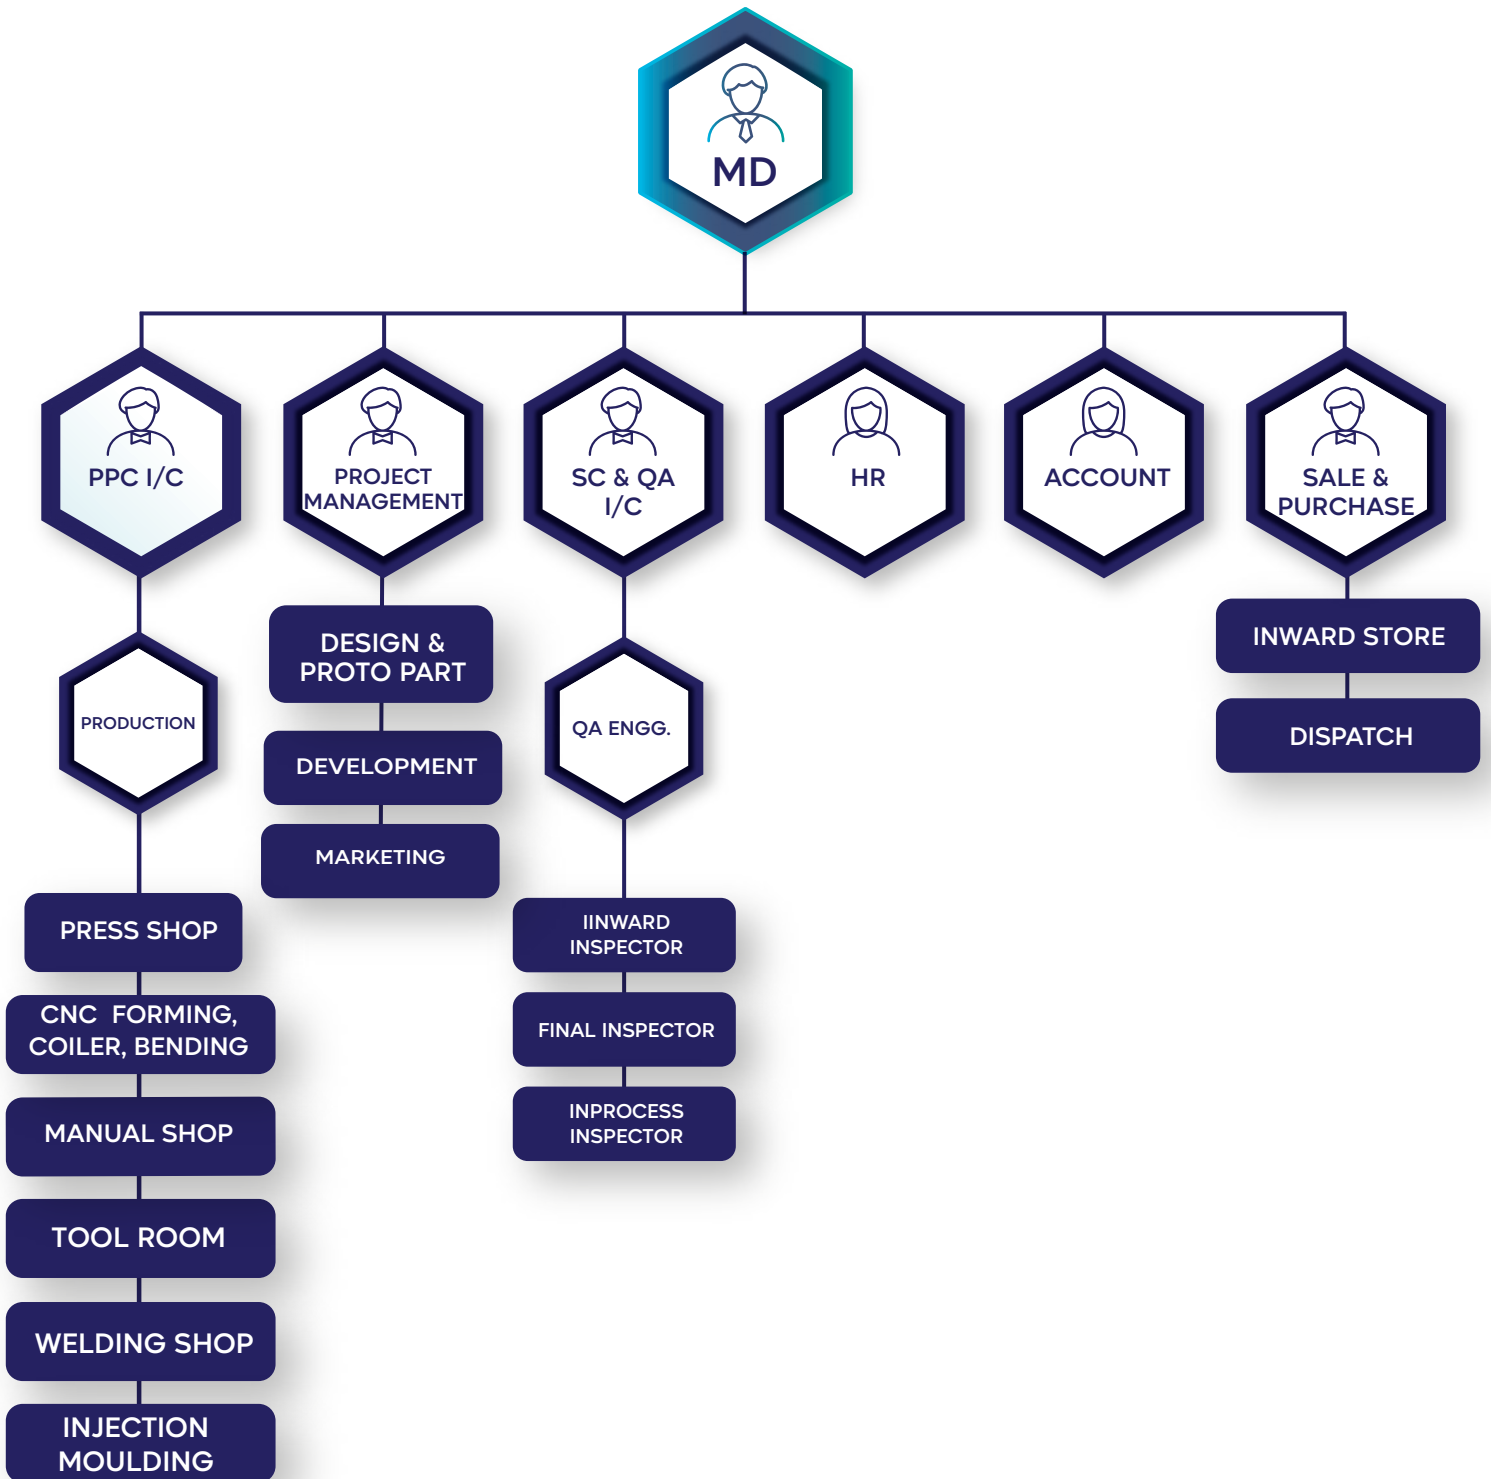 MD
PPC I/C
PROJECT
MANAGEMENT
SC & QA
I/C
HR
ACCOUNT
SALE &
PURCHASE
PRODUCTION
PRESS SHOP
CNC FORMING,
COILER, BENDING
MANUAL SHOP
TOOL ROOM
WELDING SHOP
INJECTION
MOULDING
DESIGN &
PROTO PART
DEVELOPMENT
MARKETING
QA ENGG.
IINWARD
INSPECTOR
FINAL INSPECTOR
INPROCESS
INSPECTOR
INWARD STORE
DISPATCH